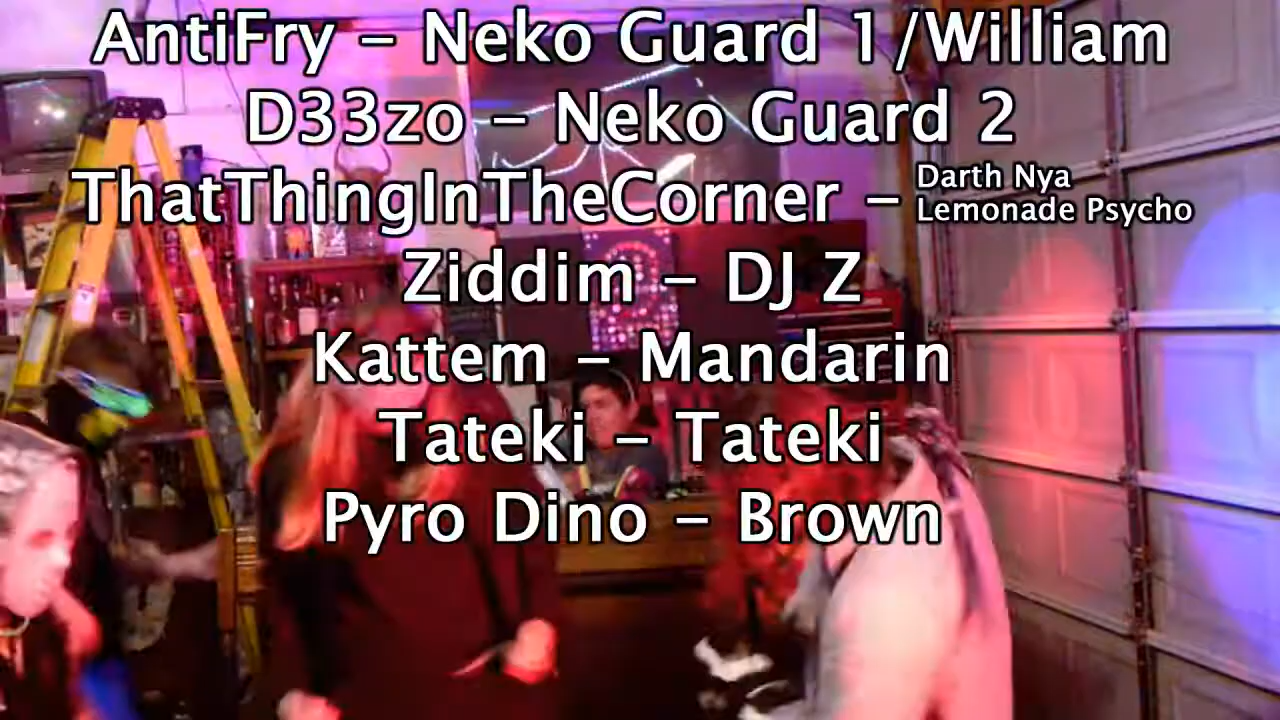 AntiFry - Neko Guard 1/William
D33zo - Neko Guard 2
ThatThingInTheCorner - Darth Nya
Lemonade Psycho
Ziddim - DJ Z
Kattem - Mandarin
Tateki - Tateki
Pyro Dino - Brown